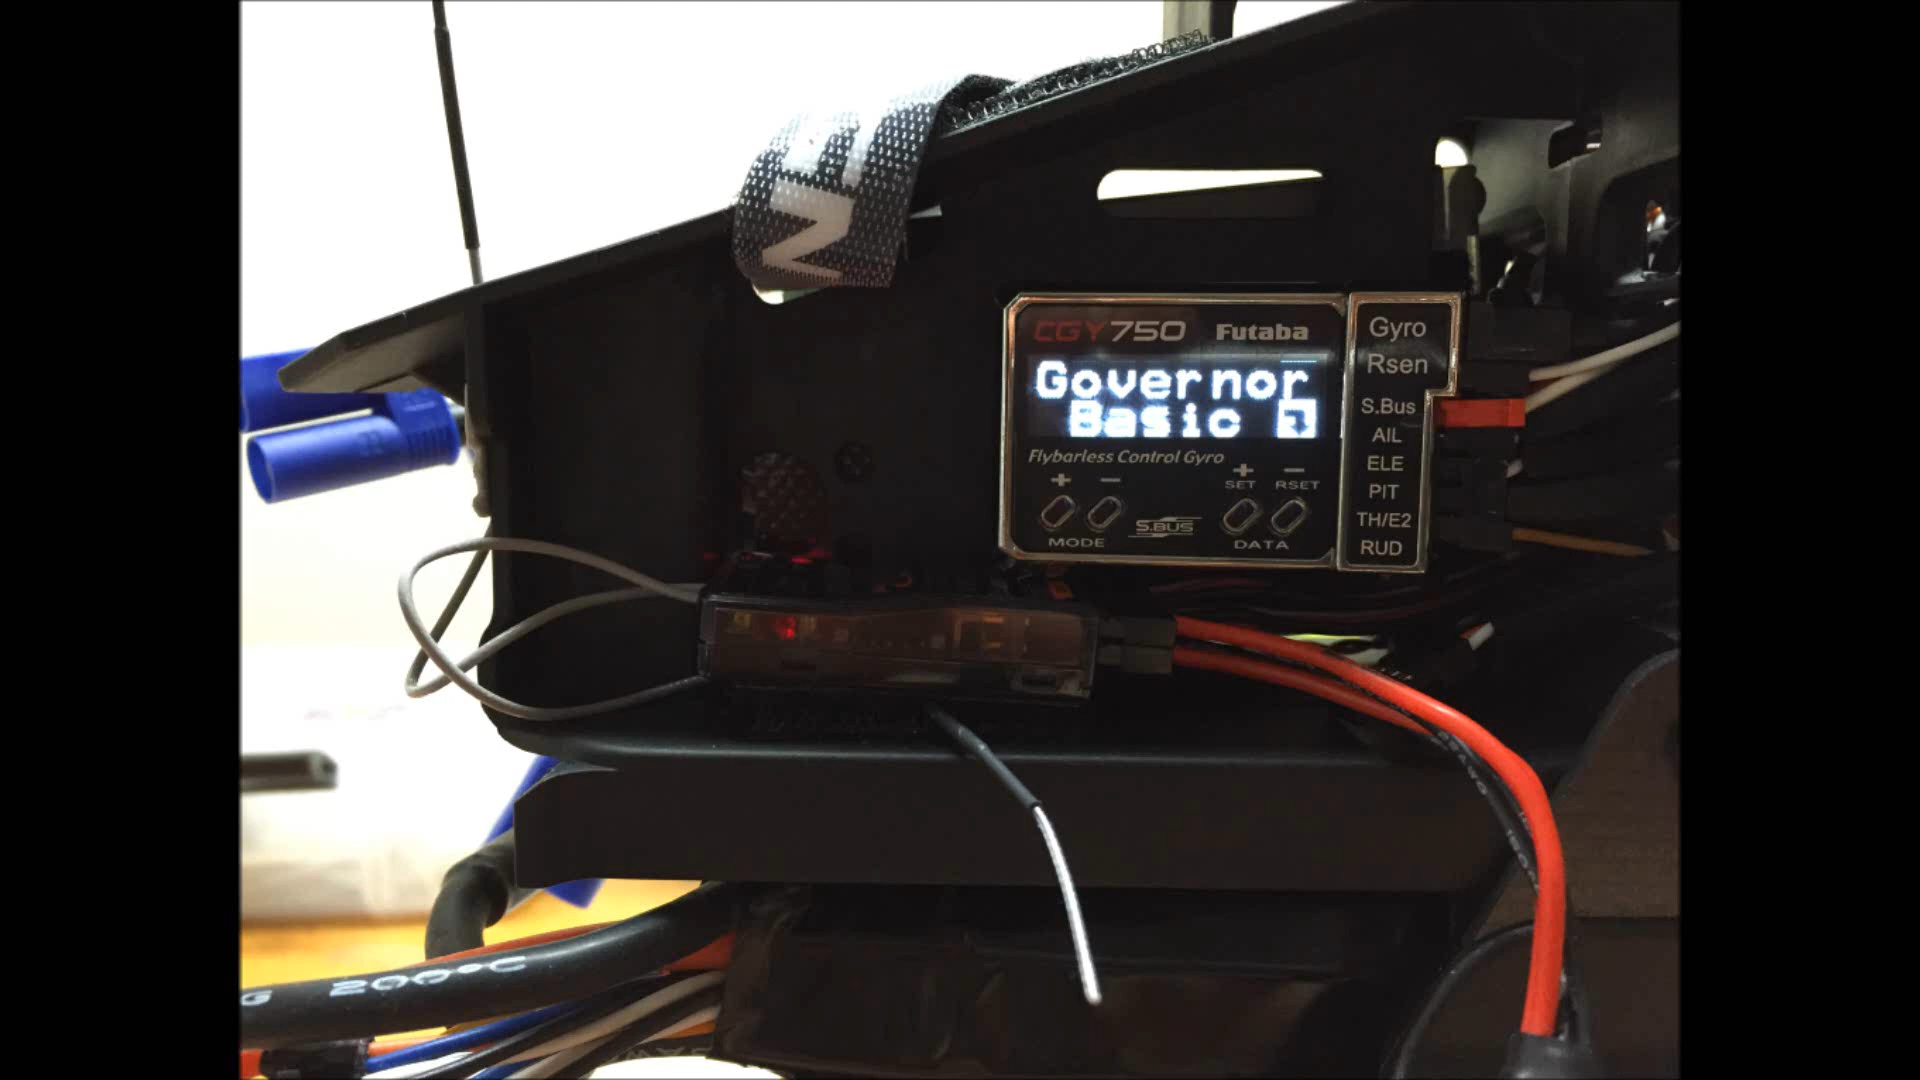 CGY750 Futaba
Governor
Basic
Flybarless Control Gyro
+ - + -
SET RSET
S.BUS
MODE DATA
Gyro
Rsen
S.Bus
AIL
ELE
PIT
TH/E2
RUD
200°C